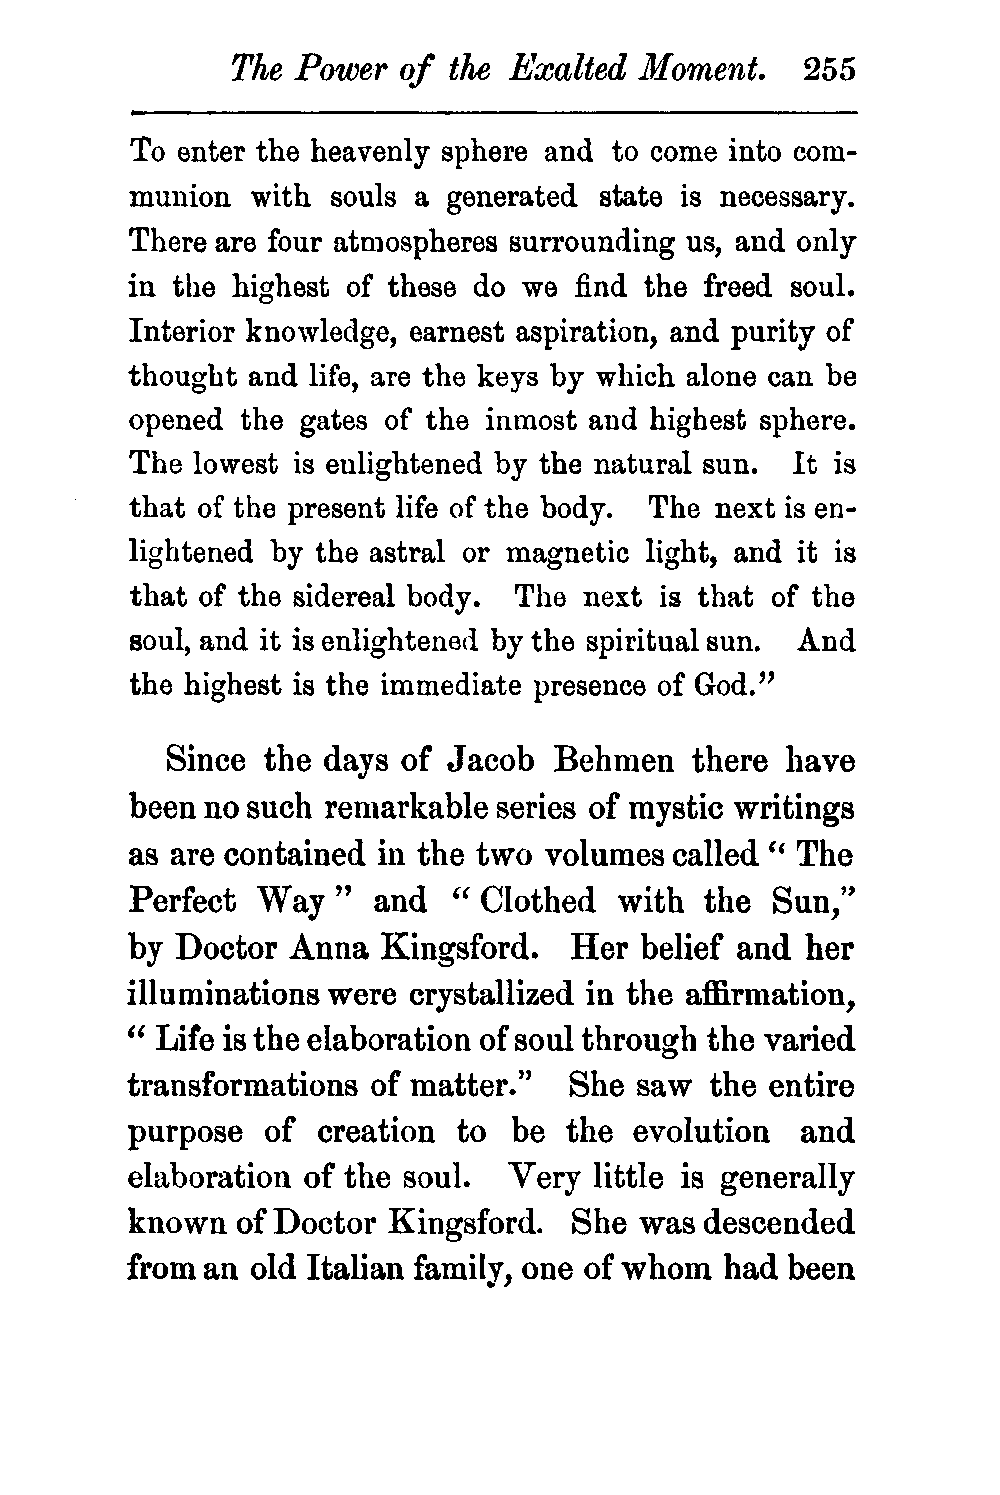 The Power of the Exalted Moment. 255
To enter the heavenly sphere and to come into com-
munion with souls a generated state is necessary.
There are four atmospheres surrounding us, and only
in the highest of these do we find the freed soul.
Interior knowledge, earnest aspiration, and purity of
thought and life, are the keys by which alone can be
opened the gates of the inmost and highest sphere.
The lowest is enlightened by the natural sun. It is
that of the present life of the body. The next is en-
lightened by the astral or magnetic light, and it is
that of the sidereal body. The next is that of the
soul, and it is enlightened by the spiritual sun. And
the highest is the immediate presence of God.”
Since the days of Jacob Behmen there have
been no such remarkable series of mystic writings
as are contained in the two volumes called “ The
Perfect Way ” and “ Clothed with the Sun,”
by Doctor Anna Kingsford. Her belief and her
illuminations were crystallized in the affirmation,
“ Life is the elaboration of soul through the varied
transformations of matter.” She saw the entire
purpose of creation to be the evolution and
elaboration of the soul. Very little is generally
known of Doctor Kingsford. She was descended
from an old Italian family, one of whom had been